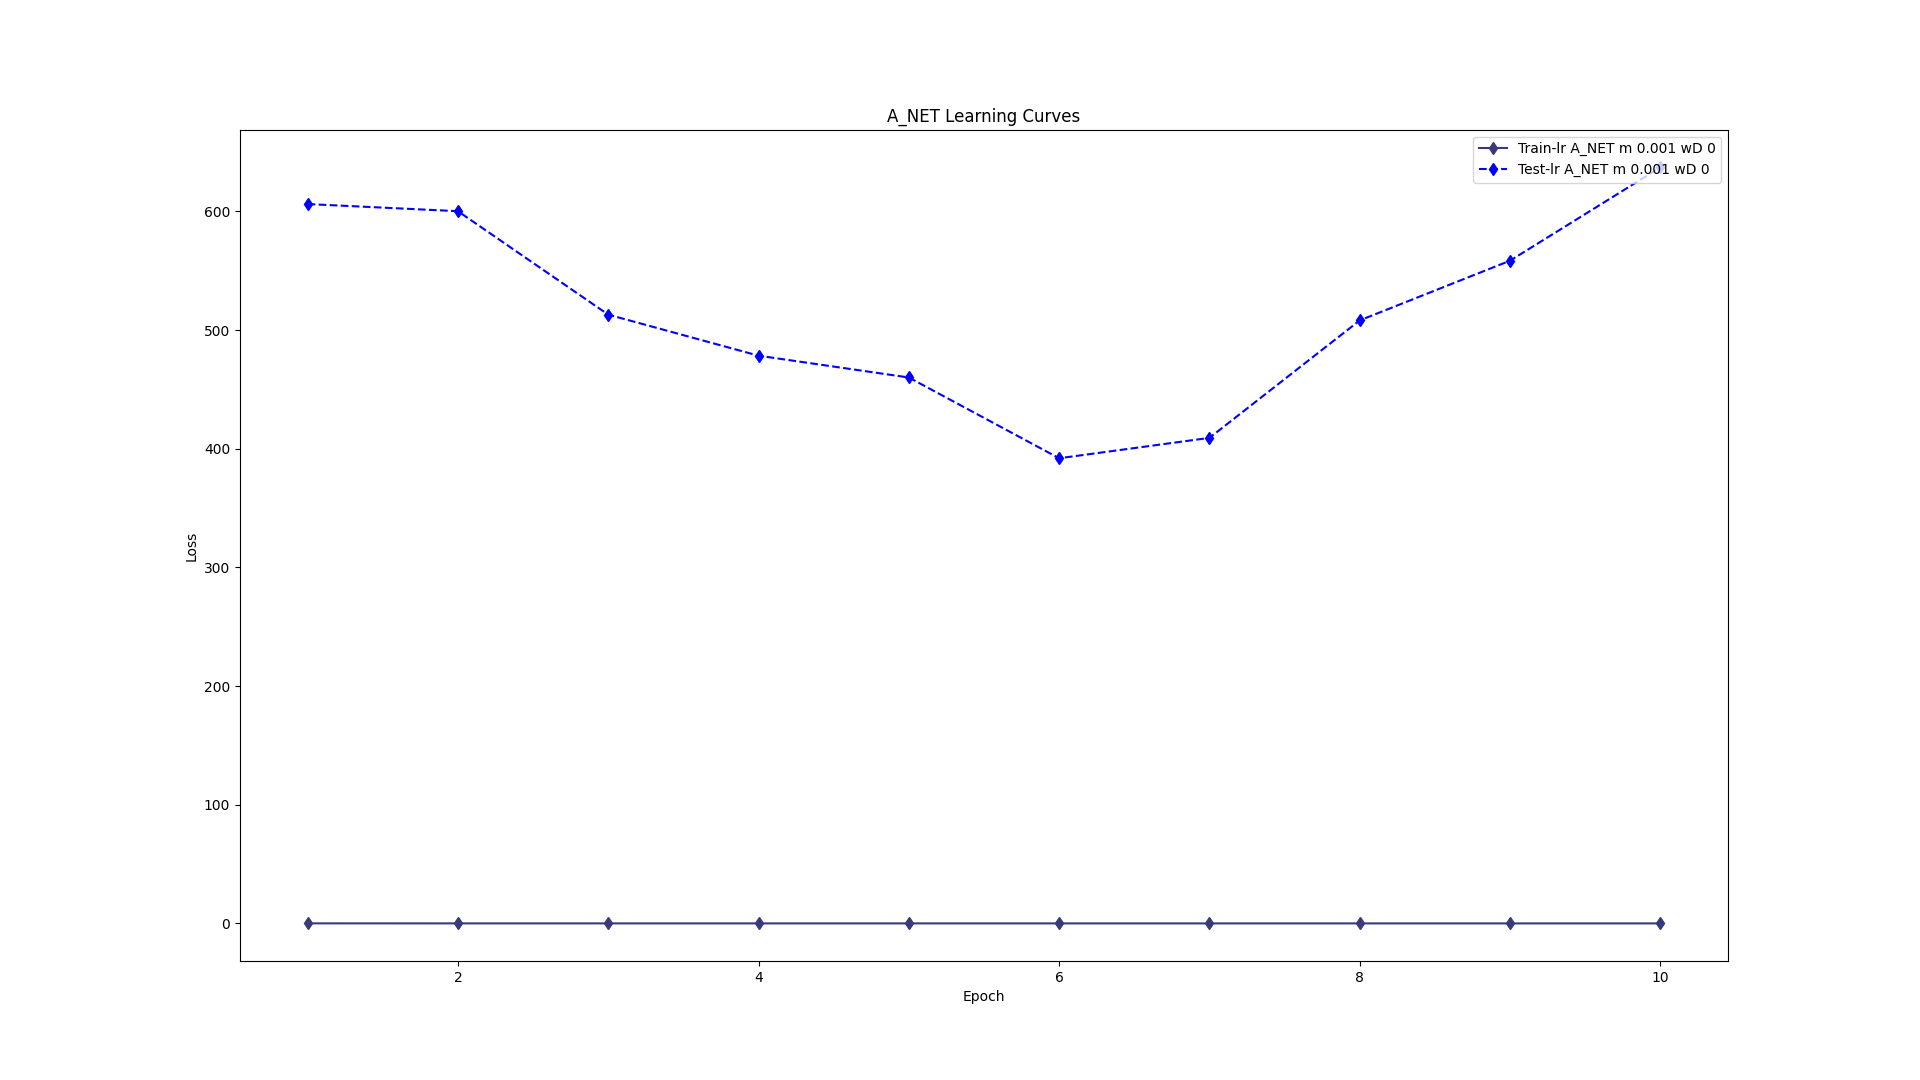 A_NET Learning Curves
Train-lr A_NET m 0.001 wD 0
Test-lr A_NET m 0.001 wD 0
600
500
400
300
200
100
0
Loss
2 4 6 8 10
Epoch